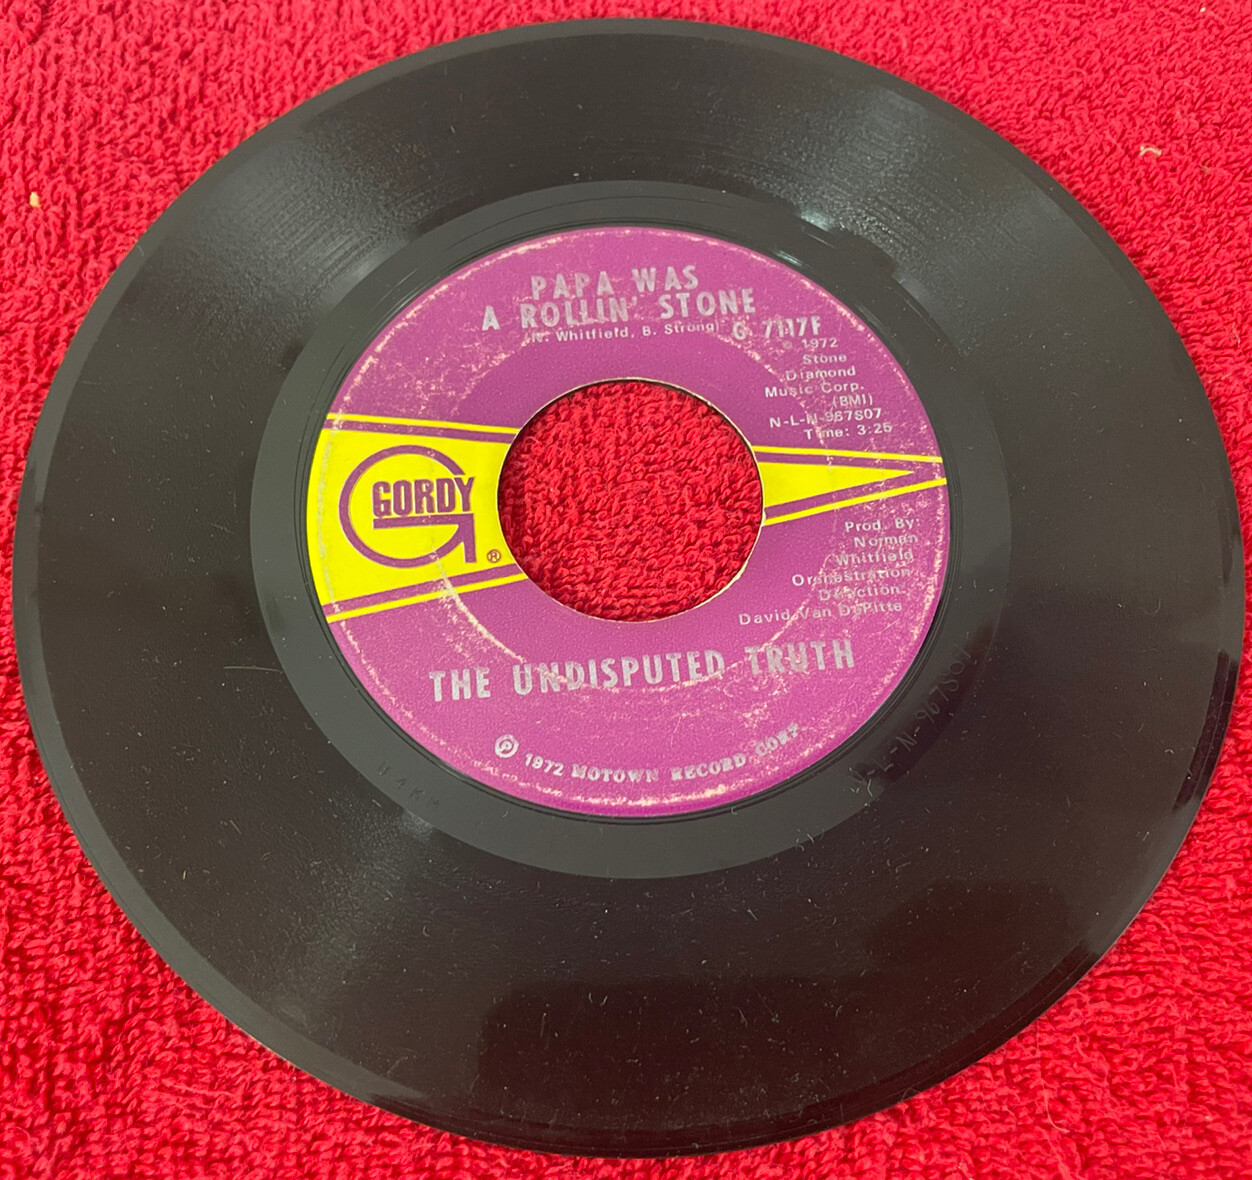 PAPA WAS
A ROLLIN' STONE
(N. Whitfield, B. Strong)
G 7117F
© 1972
Stone
Diamond
Music Corp.
(BMI)
N-L-N-967S07
Time: 3:25
GORDY
®
Prod. By:
Norman
Whitfield
Orchestration
Direction:
David Van DePitte
THE UNDISPUTED TRUTH
℗ 1972 MOTOWN RECORD CORP.